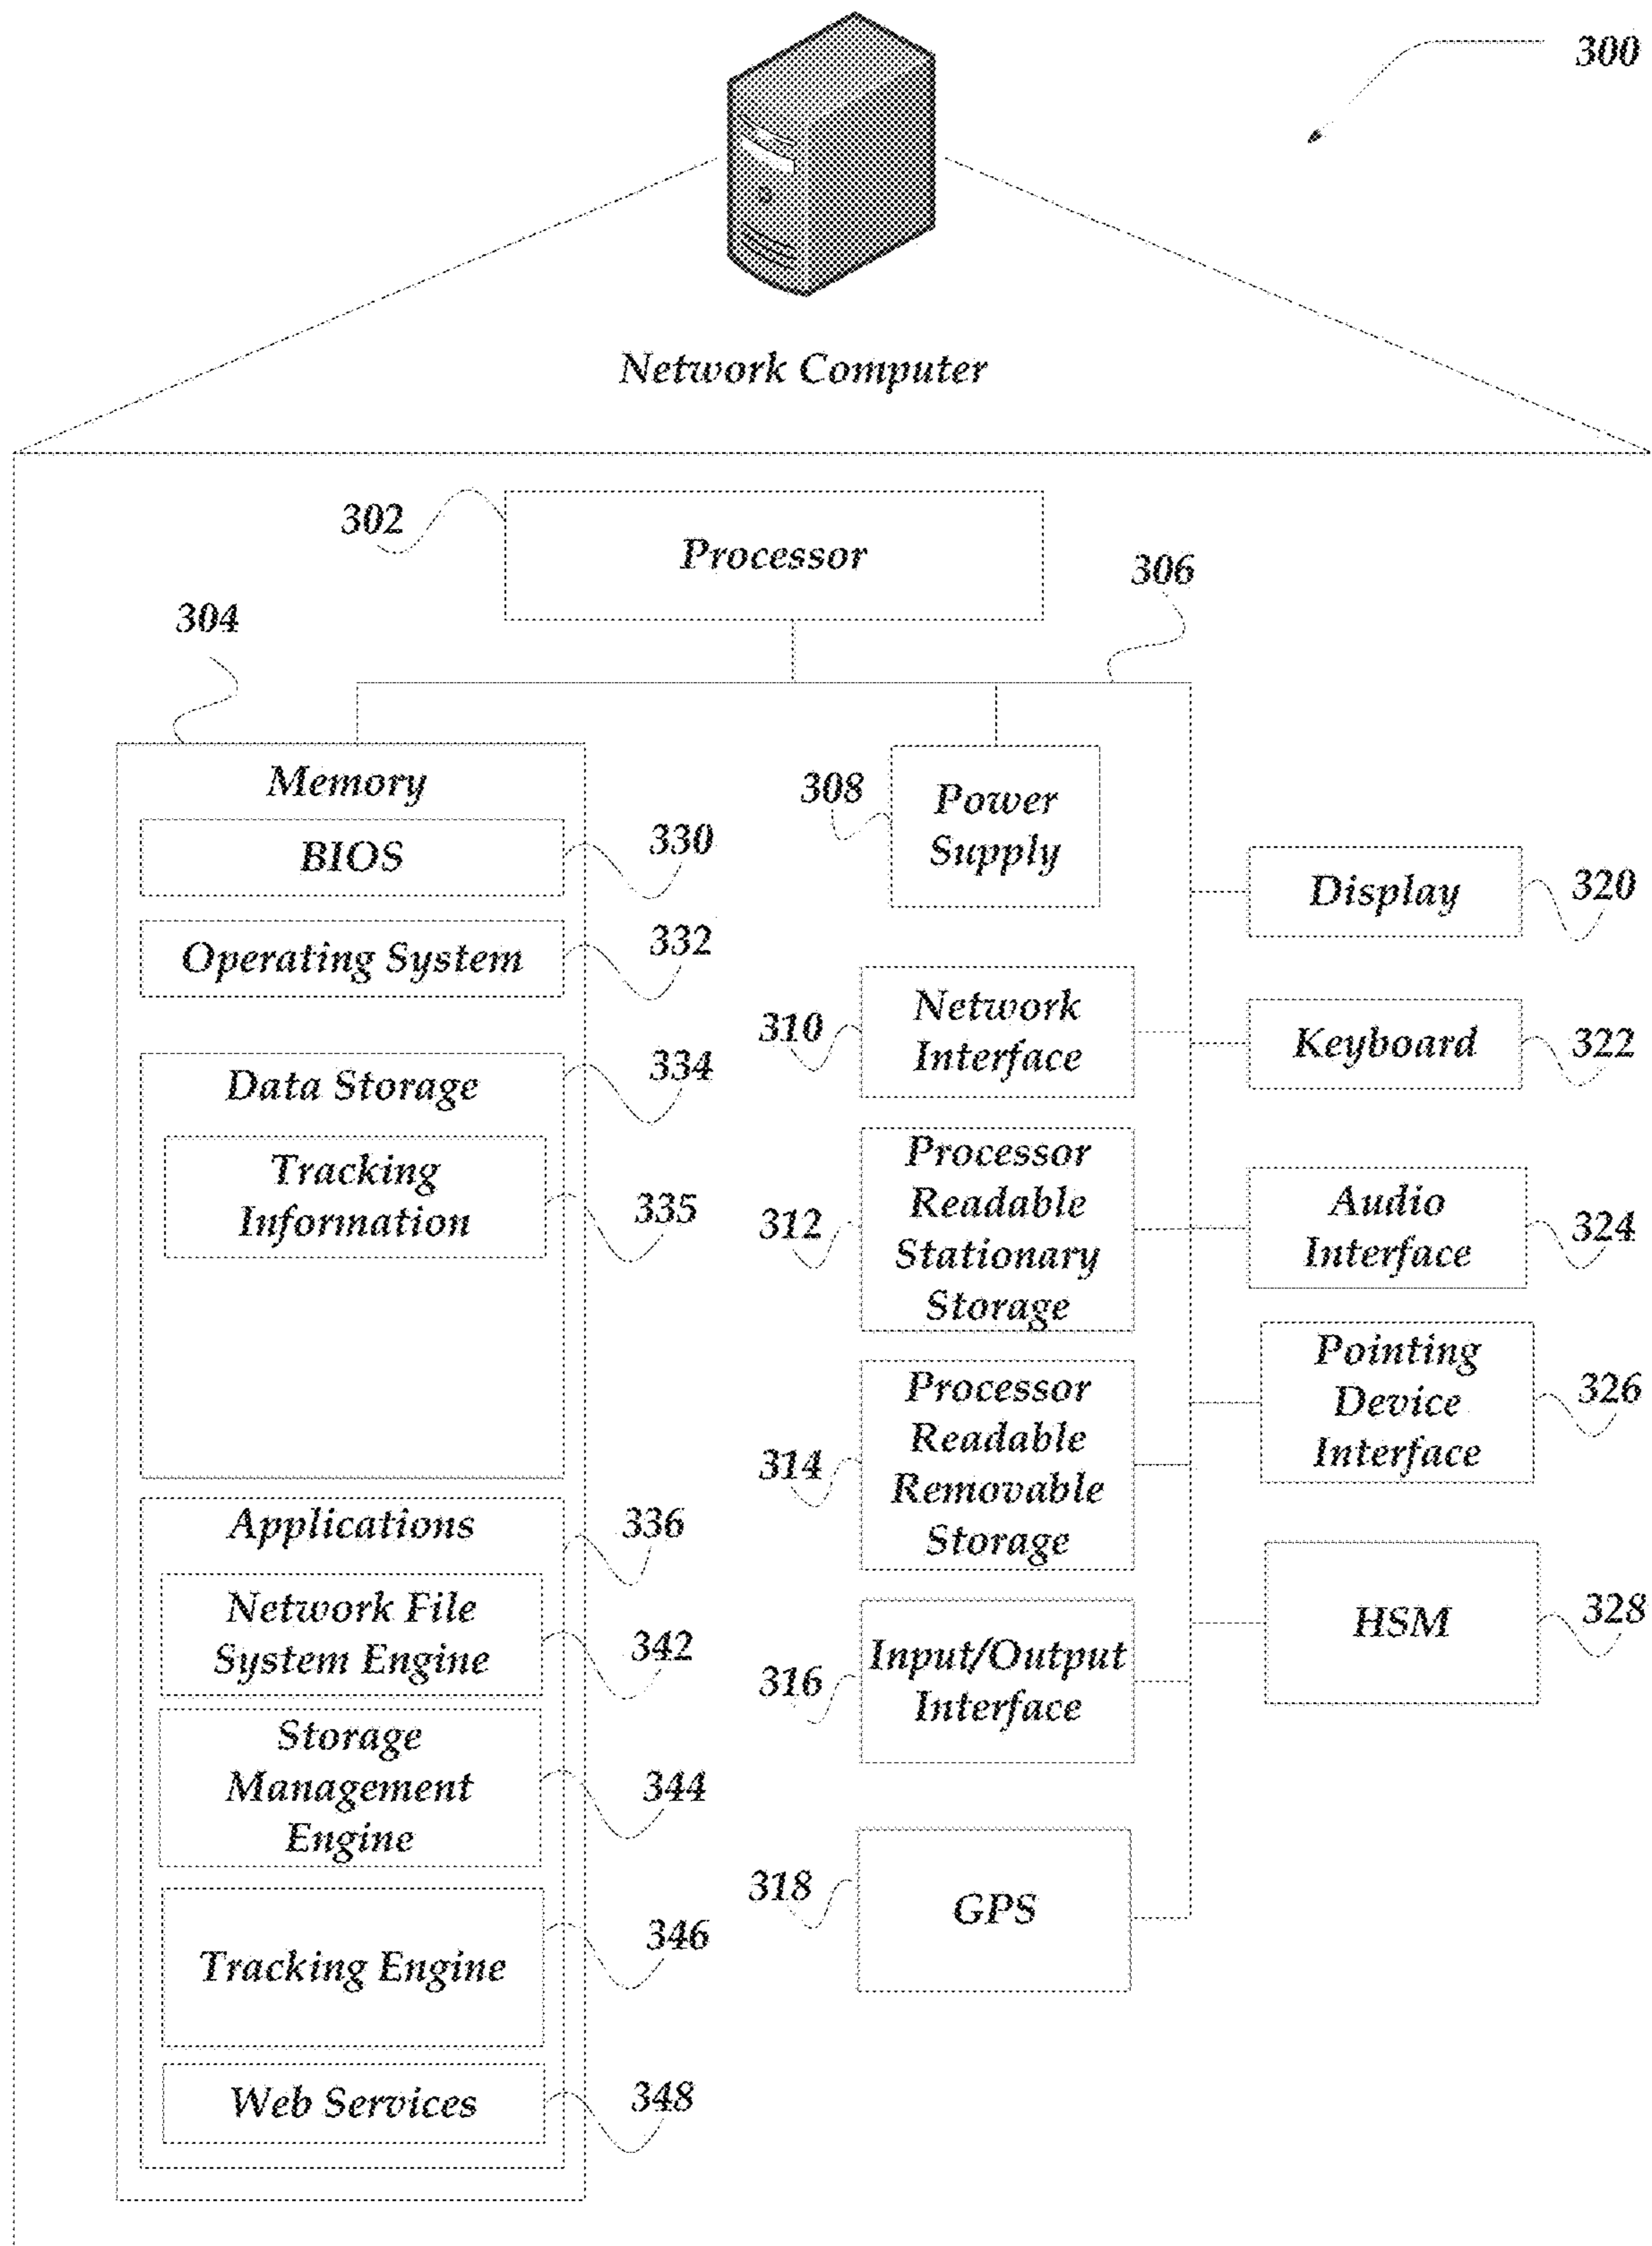 300
Network Computer
302
Processor
306
304
Memory
BIOS
330
Operating System
332
Data Storage
334
Tracking
Information
335
Applications
336
Network File
System Engine
342
Storage
Management
Engine
344
Tracking Engine
346
Web Services
348
308
Power
Supply
310
Network
Interface
312
Processor
Readable
Stationary
Storage
314
Processor
Readable
Removable
Storage
316
Input/Output
Interface
318
GPS
Display
320
Keyboard
322
Audio
Interface
324
Pointing
Device
Interface
326
HSM
328